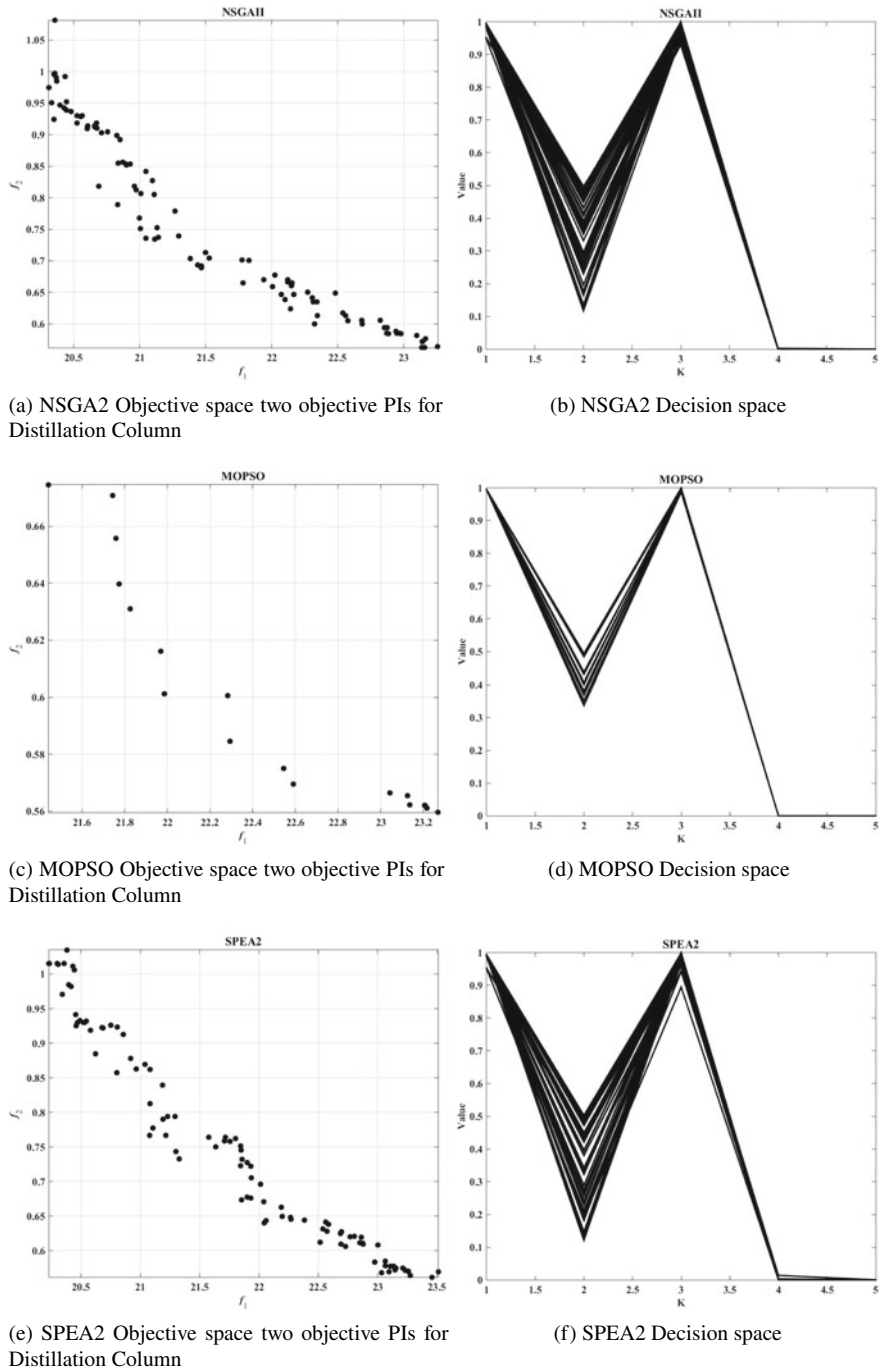 NSGAII
1.05
1
0.95
0.9
0.85
0.8
0.75
0.7
0.65
0.6
f2
20.5 21 21.5 22 22.5 23
f1
NSGAII
1
0.9
0.8
0.7
0.6
0.5
0.4
0.3
0.2
0.1
0
Value
1 1.5 2 2.5 3 3.5 4 4.5 5
K
(a) NSGA2 Objective space two objective PIs for
Distillation Column
(b) NSGA2 Decision space
MOPSO
0.66
0.64
0.62
0.6
0.58
0.56
f2
21.6 21.8 22 22.2 22.4 22.6 22.8 23 23.2
f1
MOPSO
1
0.9
0.8
0.7
0.6
0.5
0.4
0.3
0.2
0.1
0
Value
1 1.5 2 2.5 3 3.5 4 4.5 5
K
(c) MOPSO Objective space two objective PIs for
Distillation Column
(d) MOPSO Decision space
SPEA2
1
0.95
0.9
0.85
0.8
0.75
0.7
0.65
0.6
f2
20.5 21 21.5 22 22.5 23 23.5
f1
SPEA2
1
0.9
0.8
0.7
0.6
0.5
0.4
0.3
0.2
0.1
0
Value
1 1.5 2 2.5 3 3.5 4 4.5 5
K
(e) SPEA2 Objective space two objective PIs for
Distillation Column
(f) SPEA2 Decision space